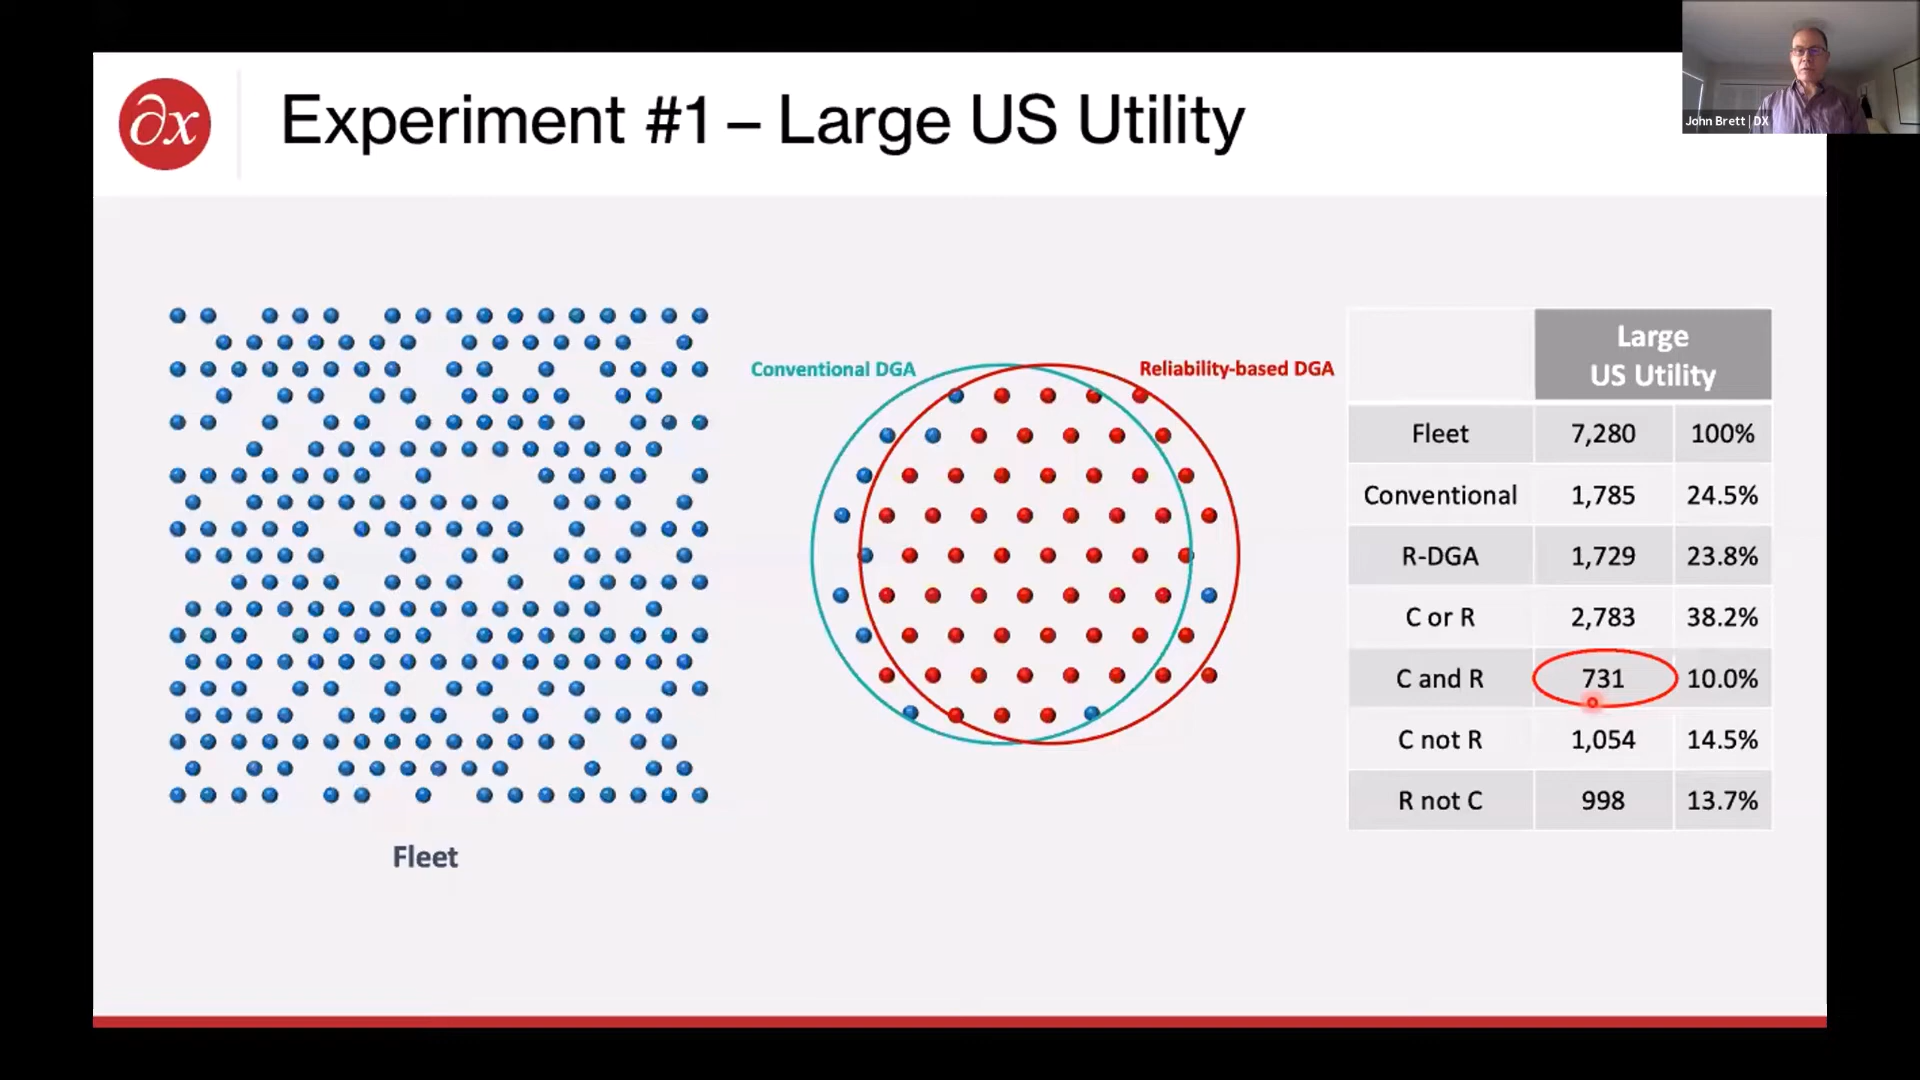 John Brett | DX
∂x
Experiment #1 – Large US Utility
Conventional DGA
Reliability-based DGA
Fleet
Large
US Utility
Fleet 7,280 100%
Conventional 1,785 24.5%
R-DGA 1,729 23.8%
C or R 2,783 38.2%
C and R 731 10.0%
C not R 1,054 14.5%
R not C 998 13.7%